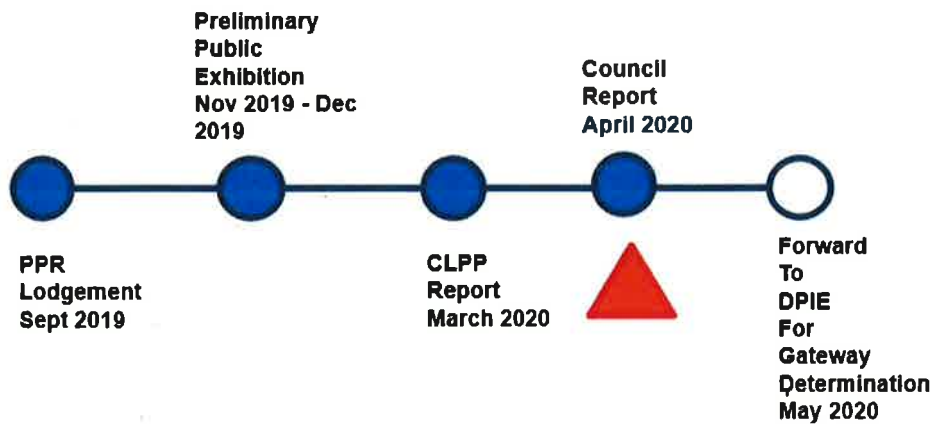 Preliminary
Public
Exhibition
Nov 2019 - Dec
2019
Council
Report
April 2020
PPR
Lodgement
Sept 2019
CLPP
Report
March 2020
Forward
To
DPIE
For
Gateway
Determination
May 2020